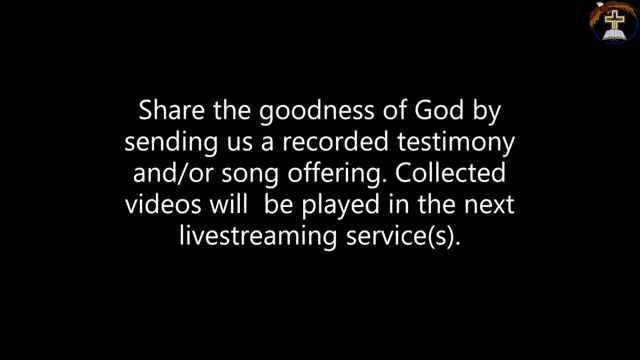 Share the goodness of God by
sending us a recorded testimony
and/or song offering. Collected
videos will  be played in the next
livestreaming service(s).